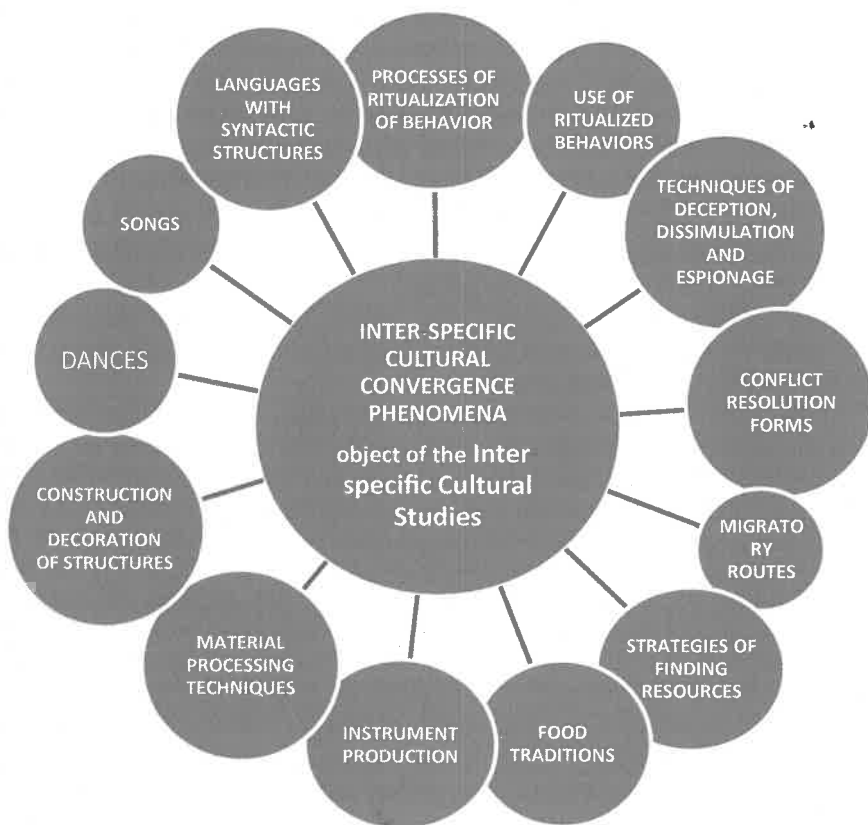 INTER-SPECIFIC
CULTURAL
CONVERGENCE
PHENOMENA
object of the Inter
specific Cultural
Studies
PROCESSES OF
RITUALIZATION
OF BEHAVIOR
USE OF
RITUALIZED
BEHAVIORS
TECHNIQUES OF
DECEPTION,
DISSIMULATION
AND
ESPIONAGE
CONFLICT
RESOLUTION
FORMS
MIGRATO
RY
ROUTES
STRATEGIES OF
FINDING
RESOURCES
FOOD
TRADITIONS
INSTRUMENT
PRODUCTION
MATERIAL
PROCESSING
TECHNIQUES
CONSTRUCTION
AND
DECORATION
OF STRUCTURES
DANCES
SONGS
LANGUAGES
WITH
SYNTACTIC
STRUCTURES